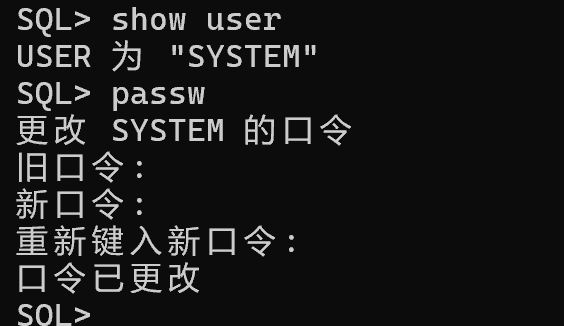 SQL> show user
USER 为 "SYSTEM"
SQL> passw
更改 SYSTEM 的口令
旧口令:
新口令:
重新键入新口令:
口令已更改
SQL>